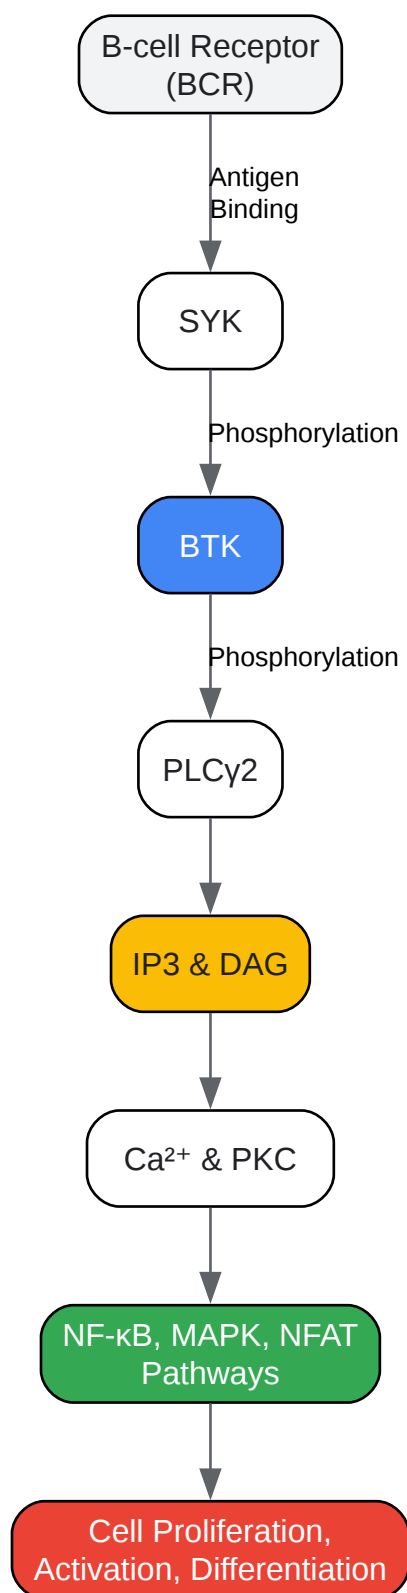 B-cell Receptor
(BCR)
Antigen
Binding
SYK
Phosphorylation
BTK
Phosphorylation
PLCγ2
IP3 & DAG
Ca²⁺ & PKC
NF-κB, MAPK, NFAT
Pathways
Cell Proliferation,
Activation, Differentiation